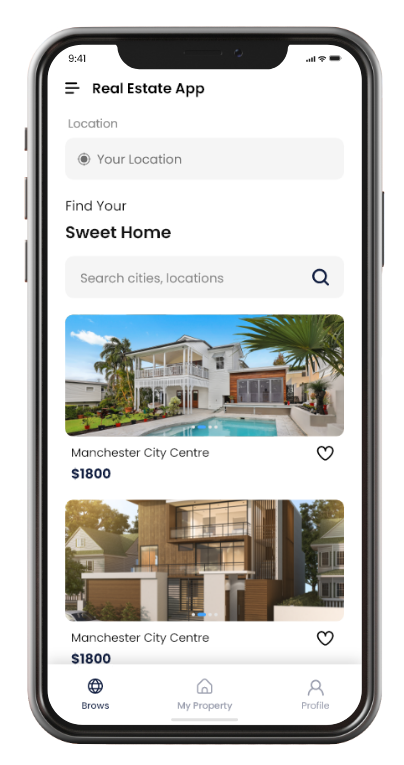 9:41
Real Estate App
Location
Your Location
Find Your
Sweet Home
Search cities, locations
Manchester City Centre
$1800
Manchester City Centre
$1800
Brows
My Property
Profile